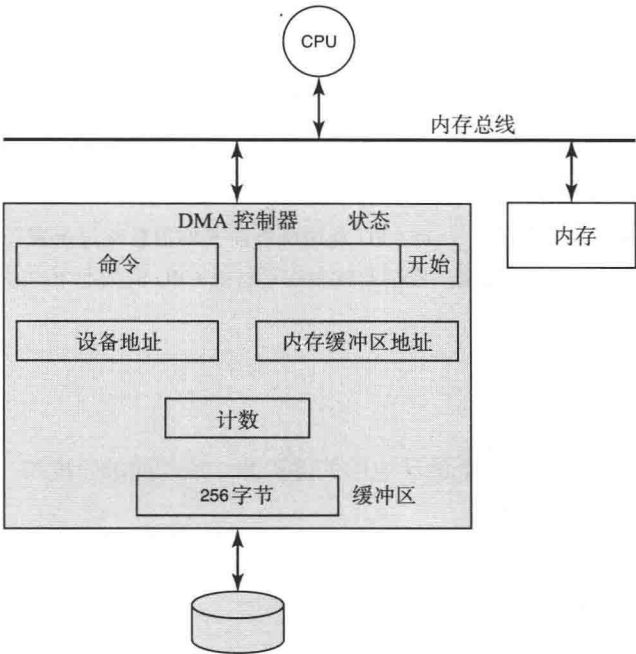 CPU
内存总线
DMA 控制器 状态
内存
命令
开始
设备地址
内存缓冲区地址
计数
256字节
缓冲区